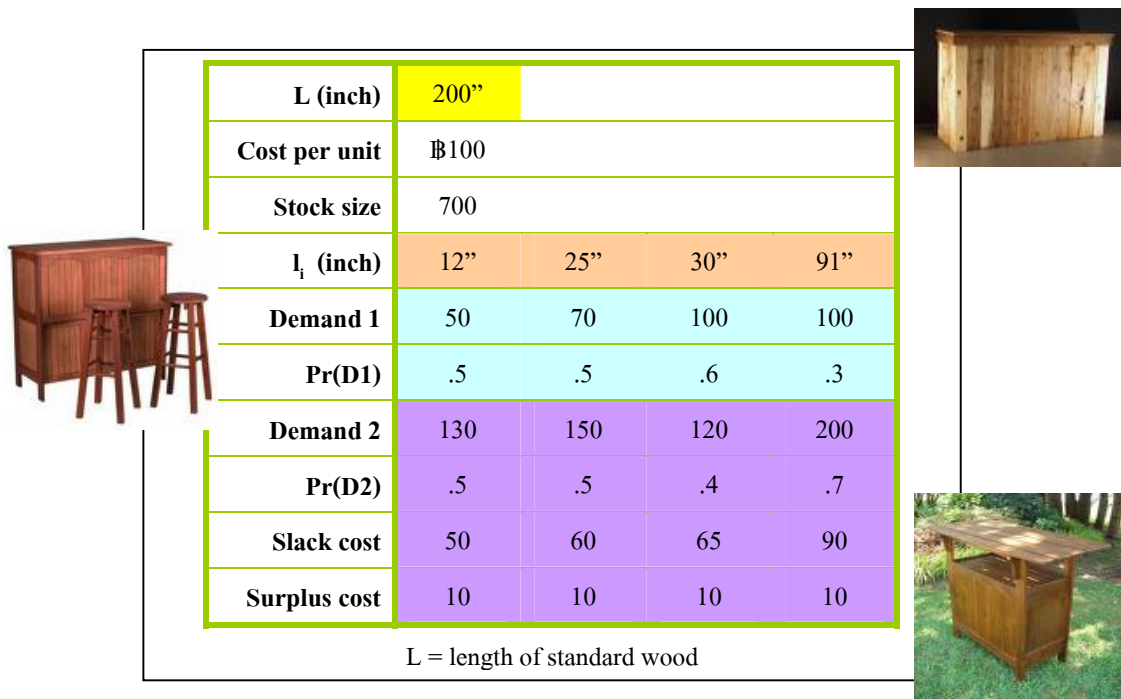 L (inch) 200”
Cost per unit ฿100
Stock size 700
l_i (inch) 12” 25” 30” 91”
Demand 1 50 70 100 100
Pr(D1) .5 .5 .6 .3
Demand 2 130 150 120 200
Pr(D2) .5 .5 .4 .7
Slack cost 50 60 65 90
Surplus cost 10 10 10 10
L = length of standard wood